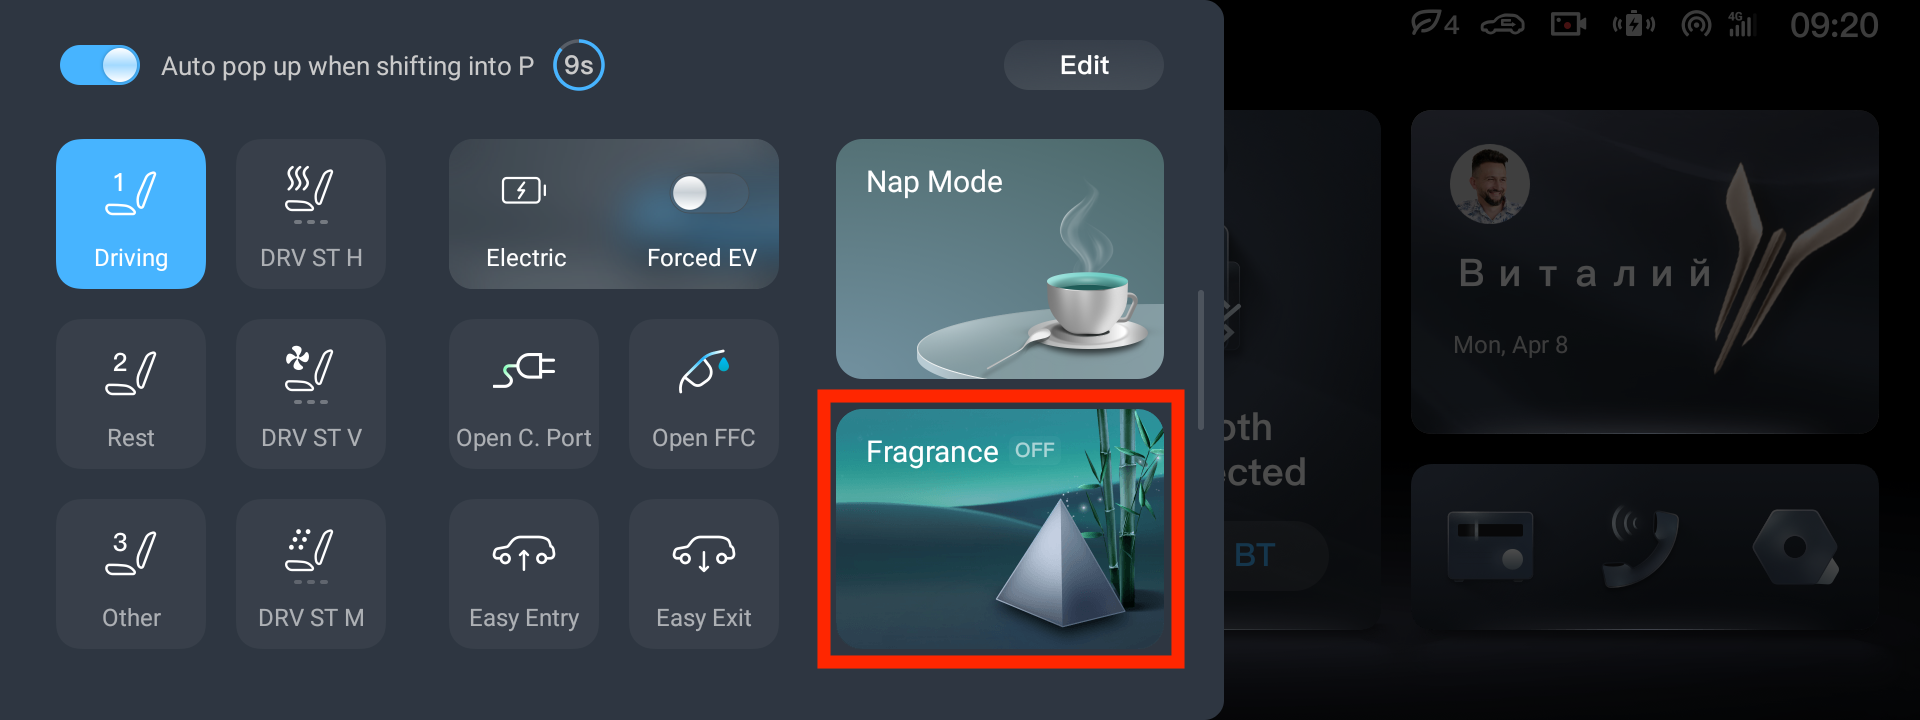 Auto pop up when shifting into P 9s
Edit
4
4G
09:20
1
Driving
DRV ST H
Electric
Forced EV
Nap Mode
Виталий
Mon, Apr 8
2
Rest
DRV ST V
Open C. Port
Open FFC
Fragrance OFF
3
Other
DRV ST M
Easy Entry
Easy Exit
BT